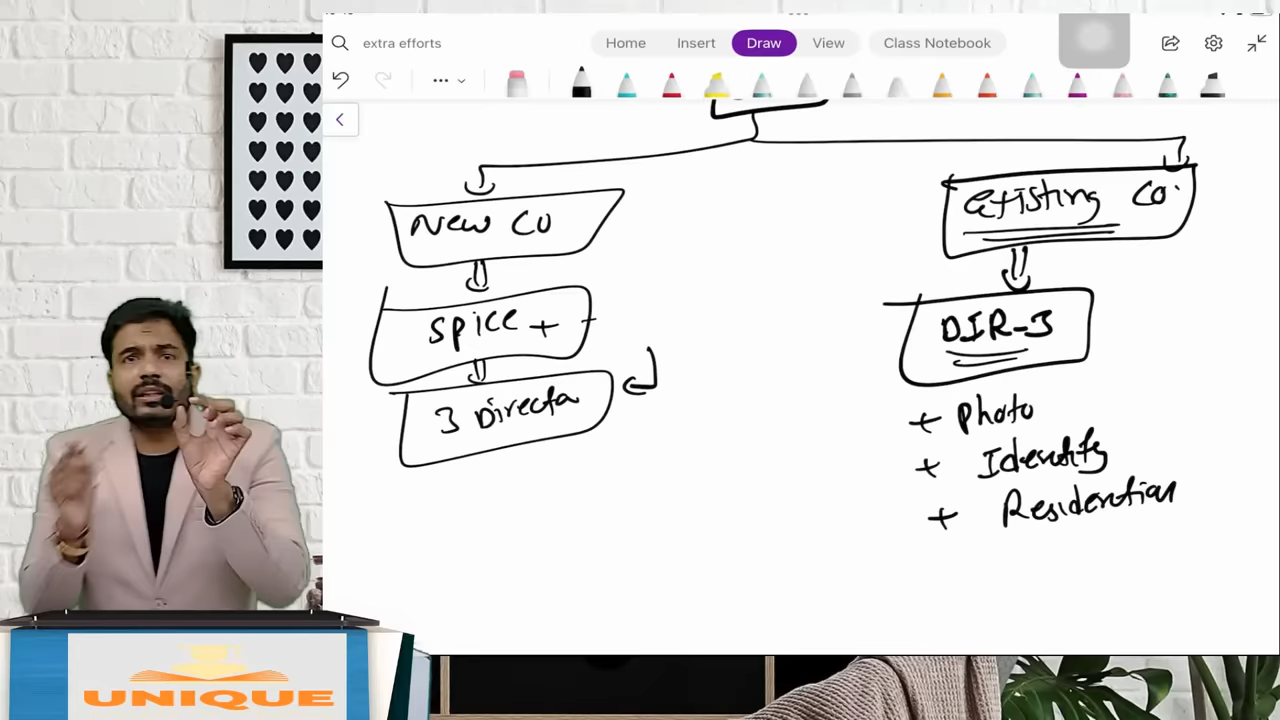 extra efforts
Home Insert Draw View Class Notebook
New Co
Existing Co.
Spice +
DIR-3
3 Director
+ Photo
+ Identity
+ Residential
UNIQUE